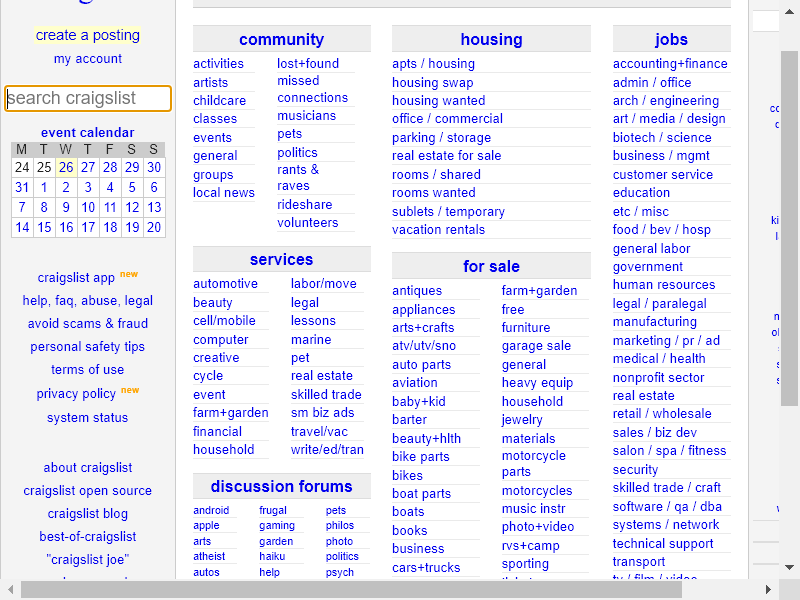 create a posting
my account
search craigslist
event calendar
M T W T F S S
24 25 26 27 28 29 30
31 1 2 3 4 5 6
7 8 9 10 11 12 13
14 15 16 17 18 19 20
craigslist app new
help, faq, abuse, legal
avoid scams & fraud
personal safety tips
terms of use
privacy policy new
system status
about craigslist
craigslist open source
craigslist blog
best-of-craigslist
"craigslist joe"
community
activities
artists
childcare
classes
events
general
groups
local news
lost+found
missed
connections
musicians
pets
politics
rants &
raves
rideshare
volunteers
services
automotive
beauty
cell/mobile
computer
creative
cycle
event
farm+garden
financial
household
labor/move
legal
lessons
marine
pet
real estate
skilled trade
sm biz ads
travel/vac
write/ed/tran
discussion forums
android
apple
arts
atheist
autos
frugal
gaming
garden
haiku
help
pets
philos
photo
politics
psych
housing
apts / housing
housing swap
housing wanted
office / commercial
parking / storage
real estate for sale
rooms / shared
rooms wanted
sublets / temporary
vacation rentals
for sale
antiques
appliances
arts+crafts
atv/utv/sno
auto parts
aviation
baby+kid
barter
beauty+hlth
bike parts
bikes
boat parts
boats
books
business
cars+trucks
farm+garden
free
furniture
garage sale
general
heavy equip
household
jewelry
materials
motorcycle
parts
motorcycles
music instr
photo+video
rvs+camp
sporting
jobs
accounting+finance
admin / office
arch / engineering
art / media / design
biotech / science
business / mgmt
customer service
education
etc / misc
food / bev / hosp
general labor
government
human resources
legal / paralegal
manufacturing
marketing / pr / ad
medical / health
nonprofit sector
real estate
retail / wholesale
sales / biz dev
salon / spa / fitness
security
skilled trade / craft
software / qa / dba
systems / network
technical support
transport
tv / film / video